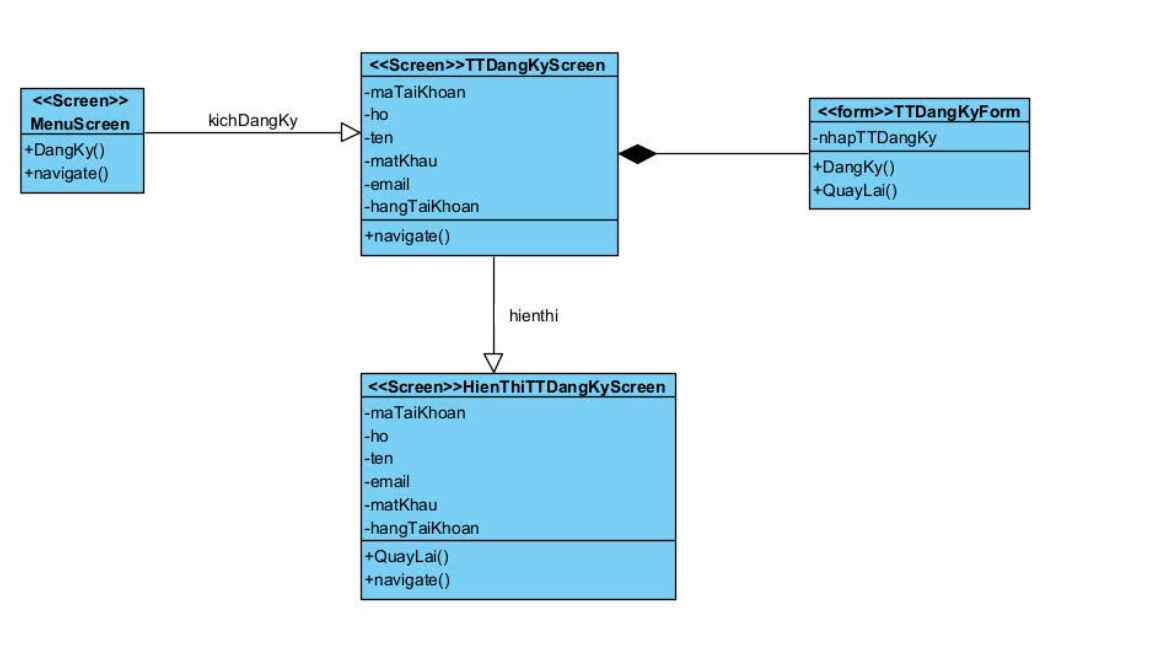 <<Screen>>
MenuScreen
+DangKy()
+navigate()
kichDangKy
<<Screen>>TTDangKyScreen
-maTaiKhoan
-ho
-ten
-matKhau
-email
-hangTaiKhoan
+navigate()
<<form>>TTDangKyForm
-nhapTTDangKy
+DangKy()
+QuayLai()
hienthi
<<Screen>>HienThiTTDangKyScreen
-maTaiKhoan
-ho
-ten
-email
-matKhau
-hangTaiKhoan
+QuayLai()
+navigate()